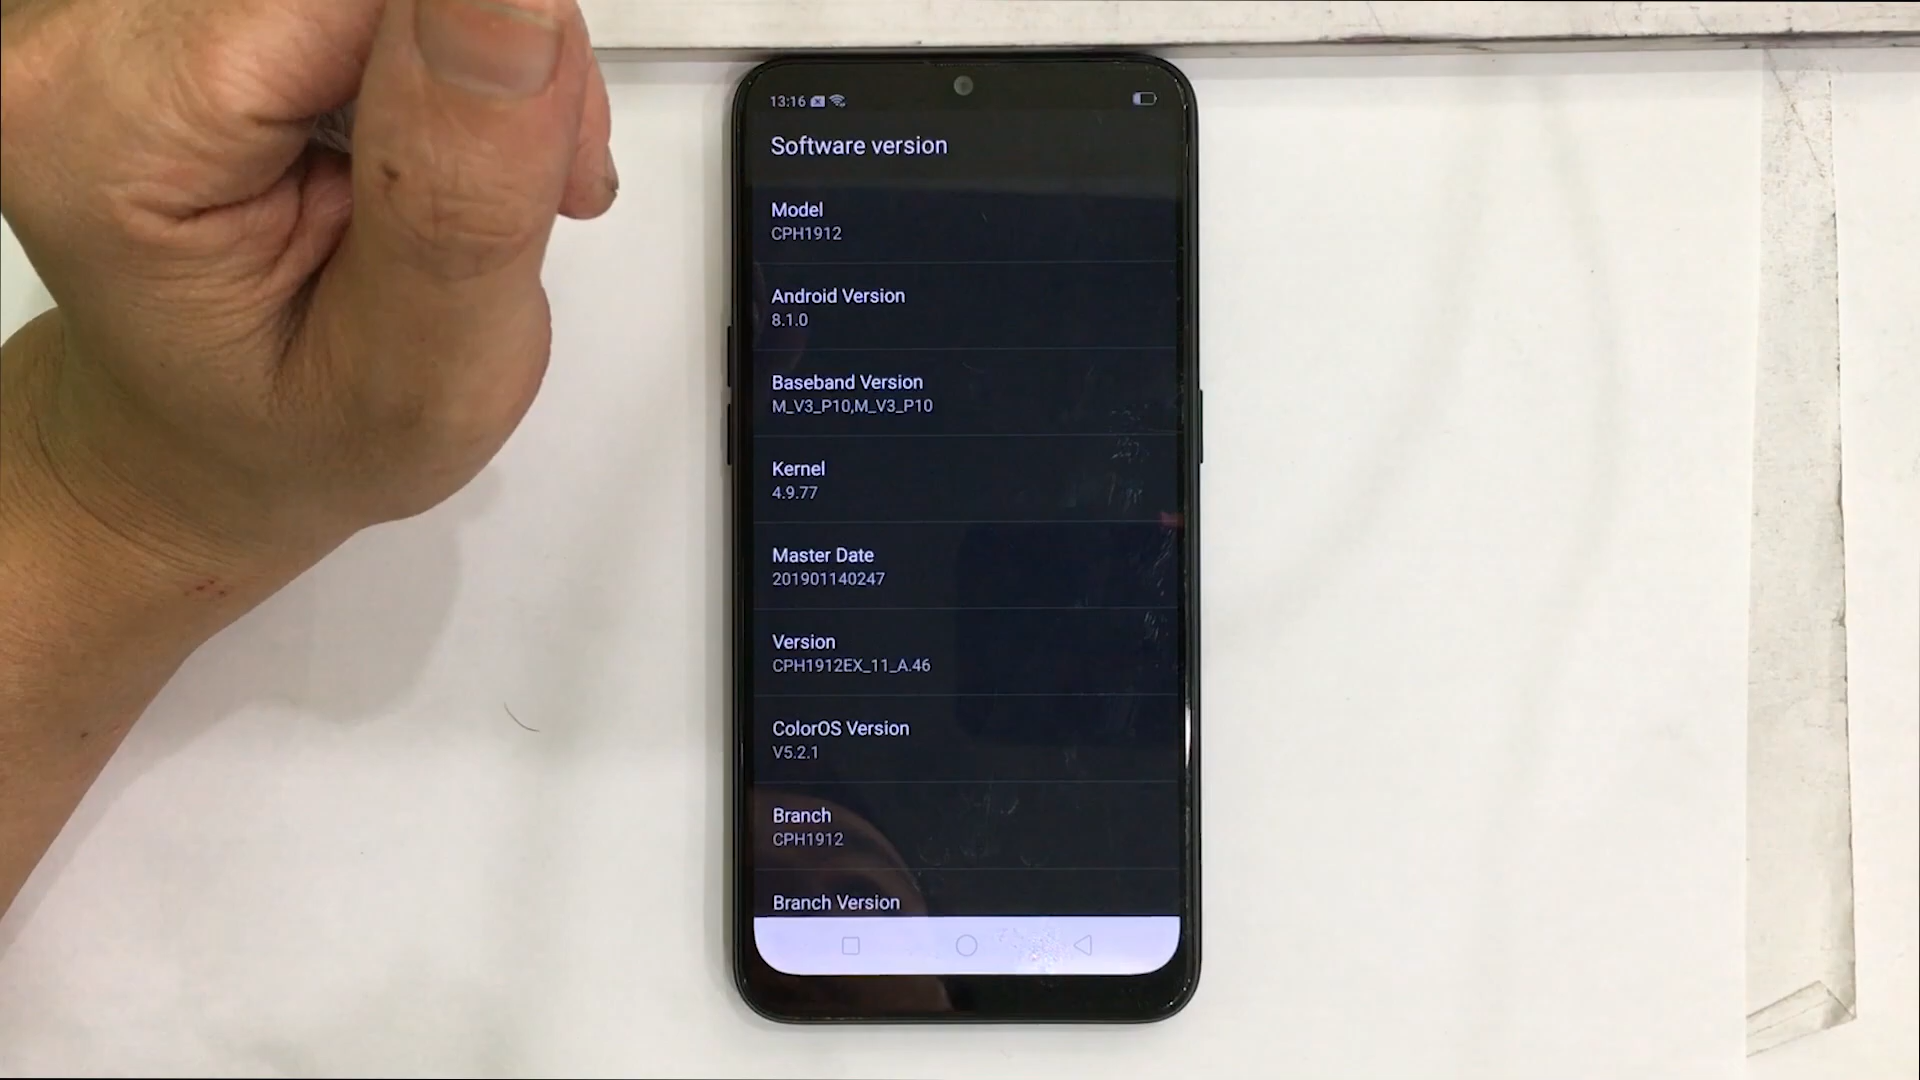 13:16
Software version
Model
CPH1912
Android Version
8.1.0
Baseband Version
M_V3_P10,M_V3_P10
Kernel
4.9.77
Master Date
201901140247
Version
CPH1912EX_11_A.46
ColorOS Version
V5.2.1
Branch
CPH1912
Branch Version